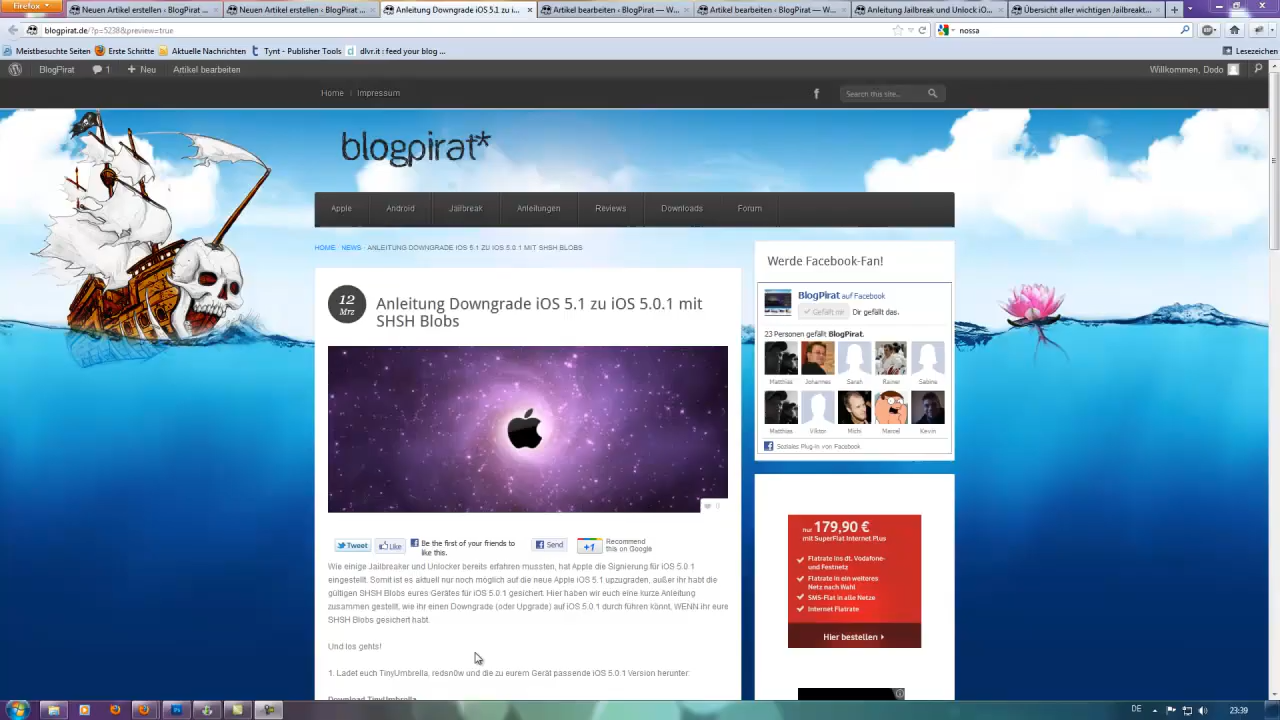 Firefox
Neuen Artikel erstellen ‹ BlogPirat ...
Neuen Artikel erstellen ‹ BlogPirat ...
Anleitung Downgrade iOS 5.1 zu iO...
Artikel bearbeiten ‹ BlogPirat — W...
Artikel bearbeiten ‹ BlogPirat — W...
Anleitung Jailbreak und Unlock iO...
Übersicht aller wichtigen Jailbreak...
blogpirat.de/?p=5238&preview=true
nossa
Meistbesuchte Seiten
Erste Schritte
Aktuelle Nachrichten
Tynt - Publisher Tools
dlvr.it : feed your blog ...
Lesezeichen
BlogPirat
1
+ Neu
Artikel bearbeiten
Willkommen, Dodo
Home
Impressum
f
Search this site...
blogpirat*
Apple
Android
Jailbreak
Anleitungen
Reviews
Downloads
Forum
HOME · NEWS · ANLEITUNG DOWNGRADE IOS 5.1 ZU IOS 5.0.1 MIT SHSH BLOBS
12
Mrz
Anleitung Downgrade iOS 5.1 zu iOS 5.0.1 mit
SHSH Blobs
0
Tweet
Like
Be the first of your friends to
like this.
Send
+1
Recommend
this on Google
Wie einige Jailbreaker und Unlocker bereits erfahren mussten, hat Apple die Signierung für iOS 5.0.1
eingestellt. Somit ist es aktuell nur noch möglich auf die neue Apple iOS 5.1 upzugraden, außer ihr habt die
gültigen SHSH Blobs eures Gerätes für iOS 5.0.1 gesichert. Hier haben wir euch eine kurze Anleitung
zusammen gestellt, wie ihr einen Downgrade (oder Upgrade) auf iOS 5.0.1 durch führen könnt, WENN ihr eure
SHSH Blobs gesichert habt.
Und los gehts!
1. Ladet euch TinyUmbrella, redsn0w und die zu eurem Gerät passende iOS 5.0.1 Version herunter:
Download TinyUmbrella
Werde Facebook-Fan!
BlogPirat auf Facebook
Gefällt mir
Dir gefällt das.
23 Personen gefällt BlogPirat.
Matthias
Johannes
Sarah
Rainer
Sabine
Matthias
Viktor
Michi
Marcel
Kevin
Soziales Plug-in von Facebook
nur 179,90 €
mit SuperFlat Internet Plus
Flatrate ins dt. Vodafone-
und Festnetz
Flatrate in ein weiteres
Netz nach Wahl
SMS-Flat in alle Netze
Internet Flatrate
Hier bestellen
DE
23:39